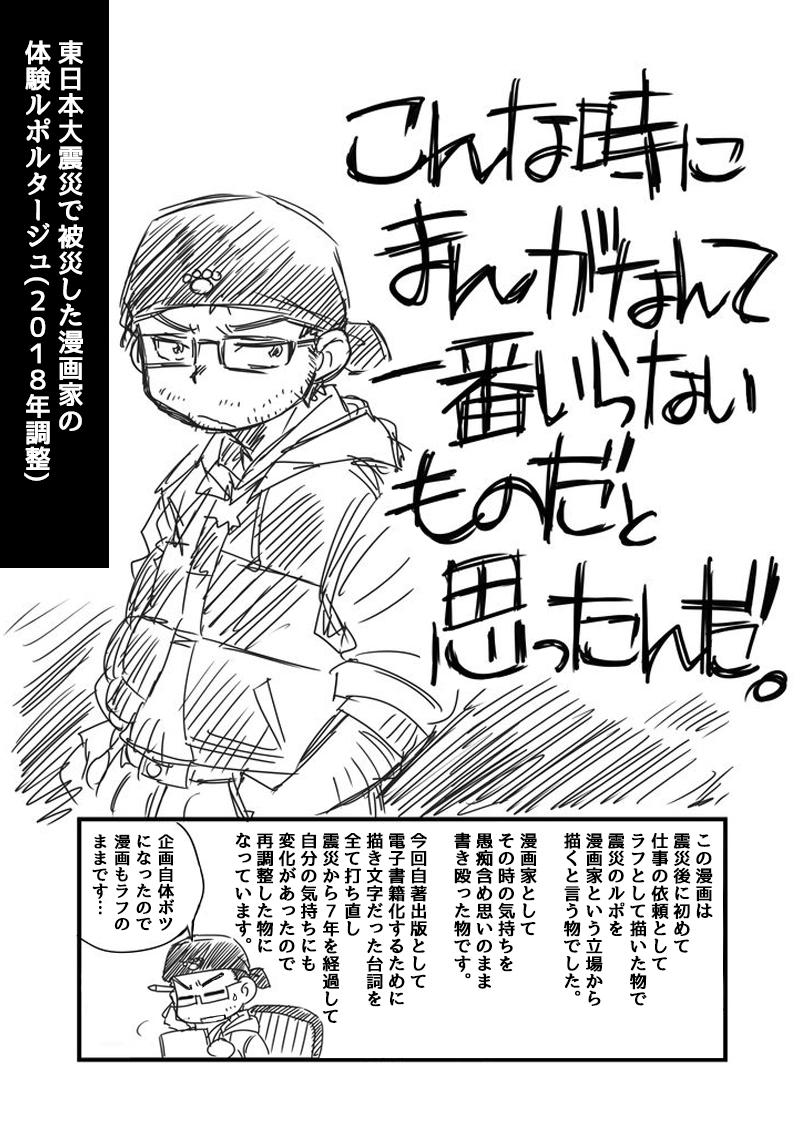 東日本大震災で被災した漫画家の
体験ルポルタージュ(2018年調整)
こんな時に
まんがなんて
一番いらない
ものだと
思ったんだ。
この漫画は
震災後に初めて
仕事の依頼として
ラフとして描いた物で
震災のルポを
漫画家という立場から
描くと言う物でした。
漫画家として
その時の気持ちを
愚痴含め思いのまま
書き殴った物です。
今回自著出版として
電子書籍化するために
描き文字だった台詞を
全て打ち直し
震災から７年を経過して
自分の気持ちにも
変化があったので
再調整した物に
なっています。
企画自体ボツ
になったので
漫画もラフの
ままです…